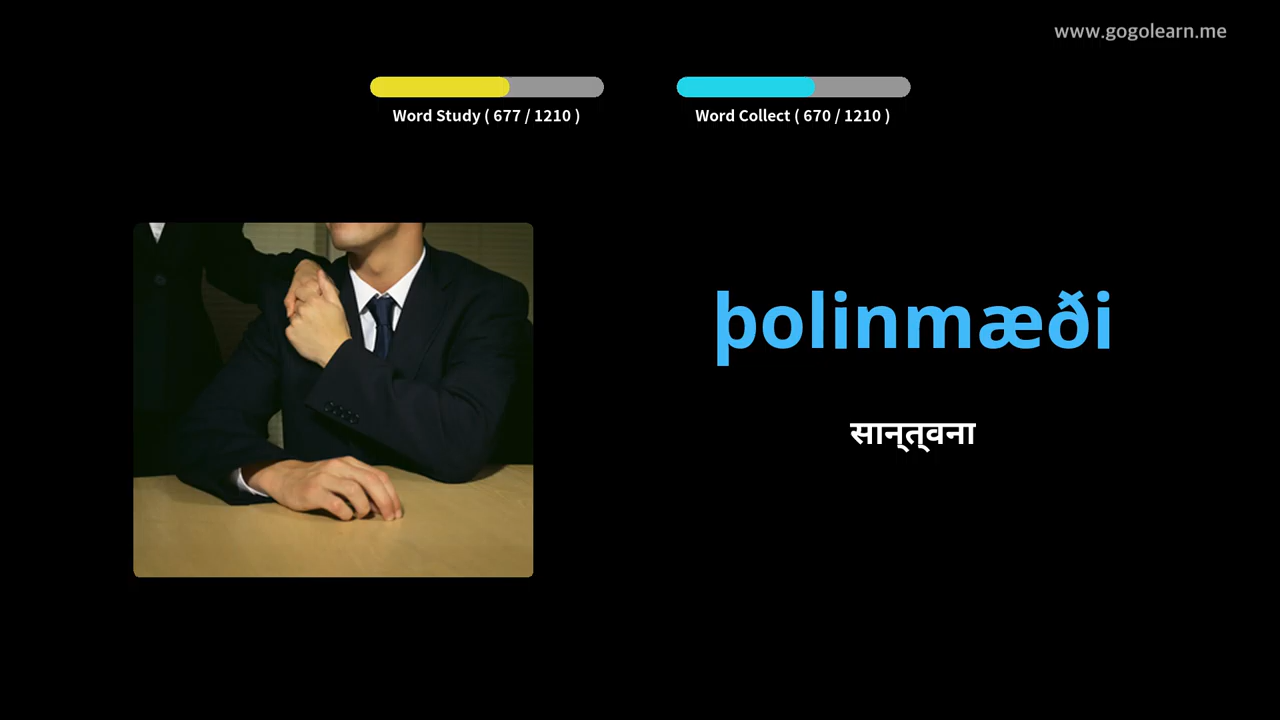 www.gogolearn.me
Word Study ( 677 / 1210 )
Word Collect ( 670 / 1210 )
þolinmæði
सान्त्वना